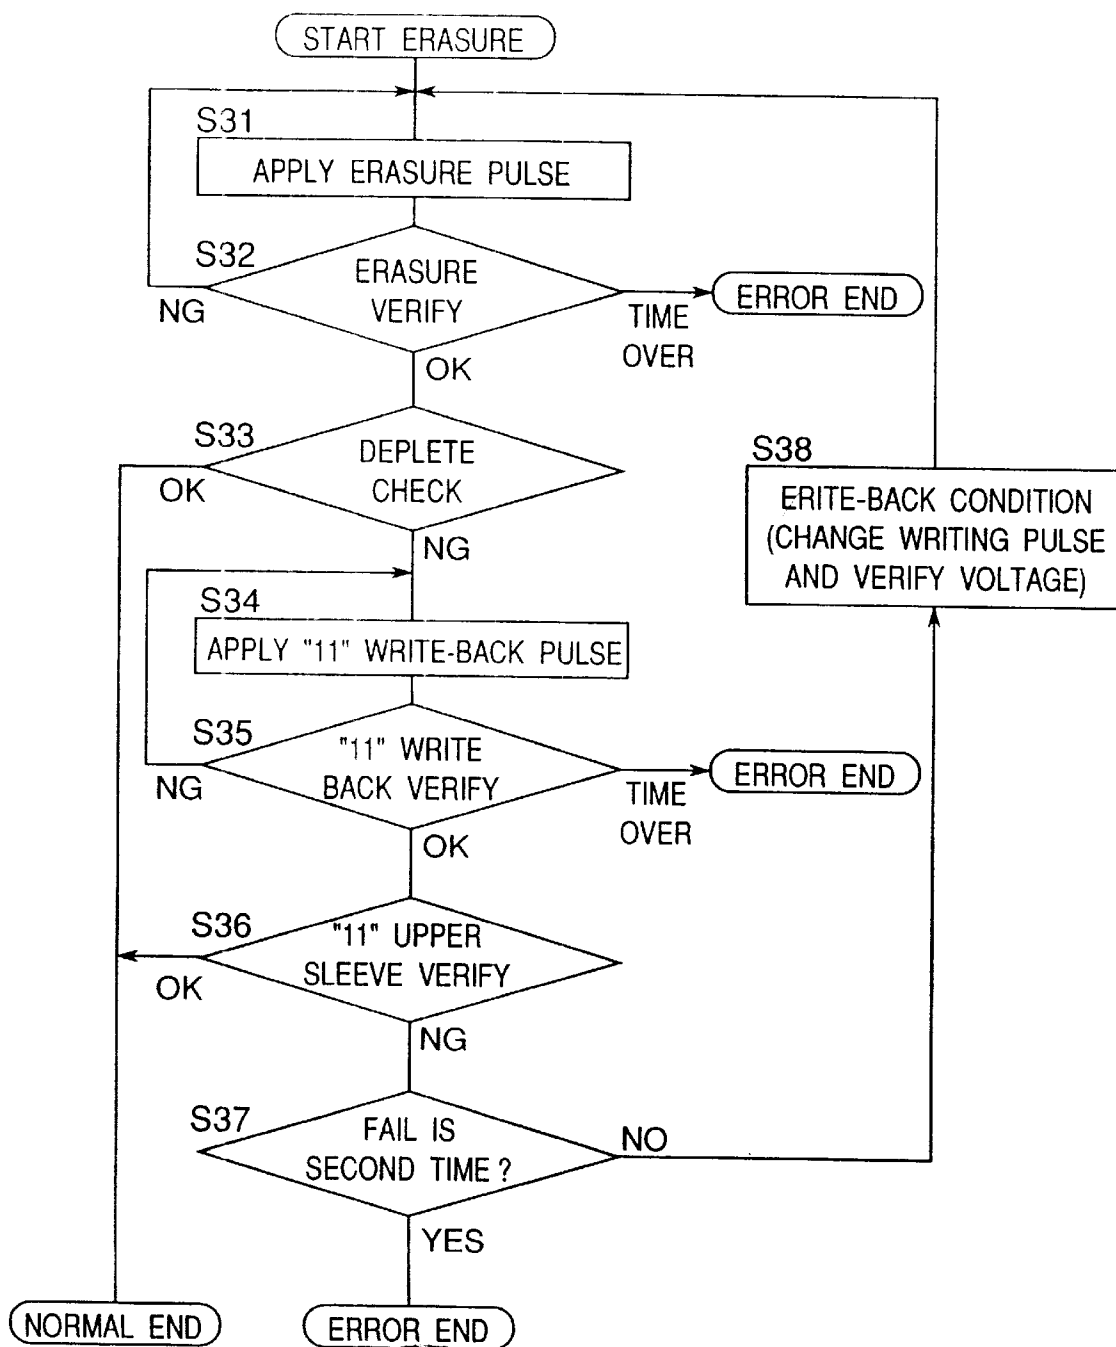 START ERASURE
S31
APPLY ERASURE PULSE
S32
ERASURE
VERIFY
NG
TIME
OVER
ERROR END
OK
S33
DEPLETE
CHECK
OK
NG
S38
ERITE-BACK CONDITION
(CHANGE WRITING PULSE
AND VERIFY VOLTAGE)
S34
APPLY "11" WRITE-BACK PULSE
S35
"11" WRITE
BACK VERIFY
NG
TIME
OVER
ERROR END
OK
S36
"11" UPPER
SLEEVE VERIFY
OK
NG
S37
FAIL IS
SECOND TIME?
NO
YES
NORMAL END
ERROR END